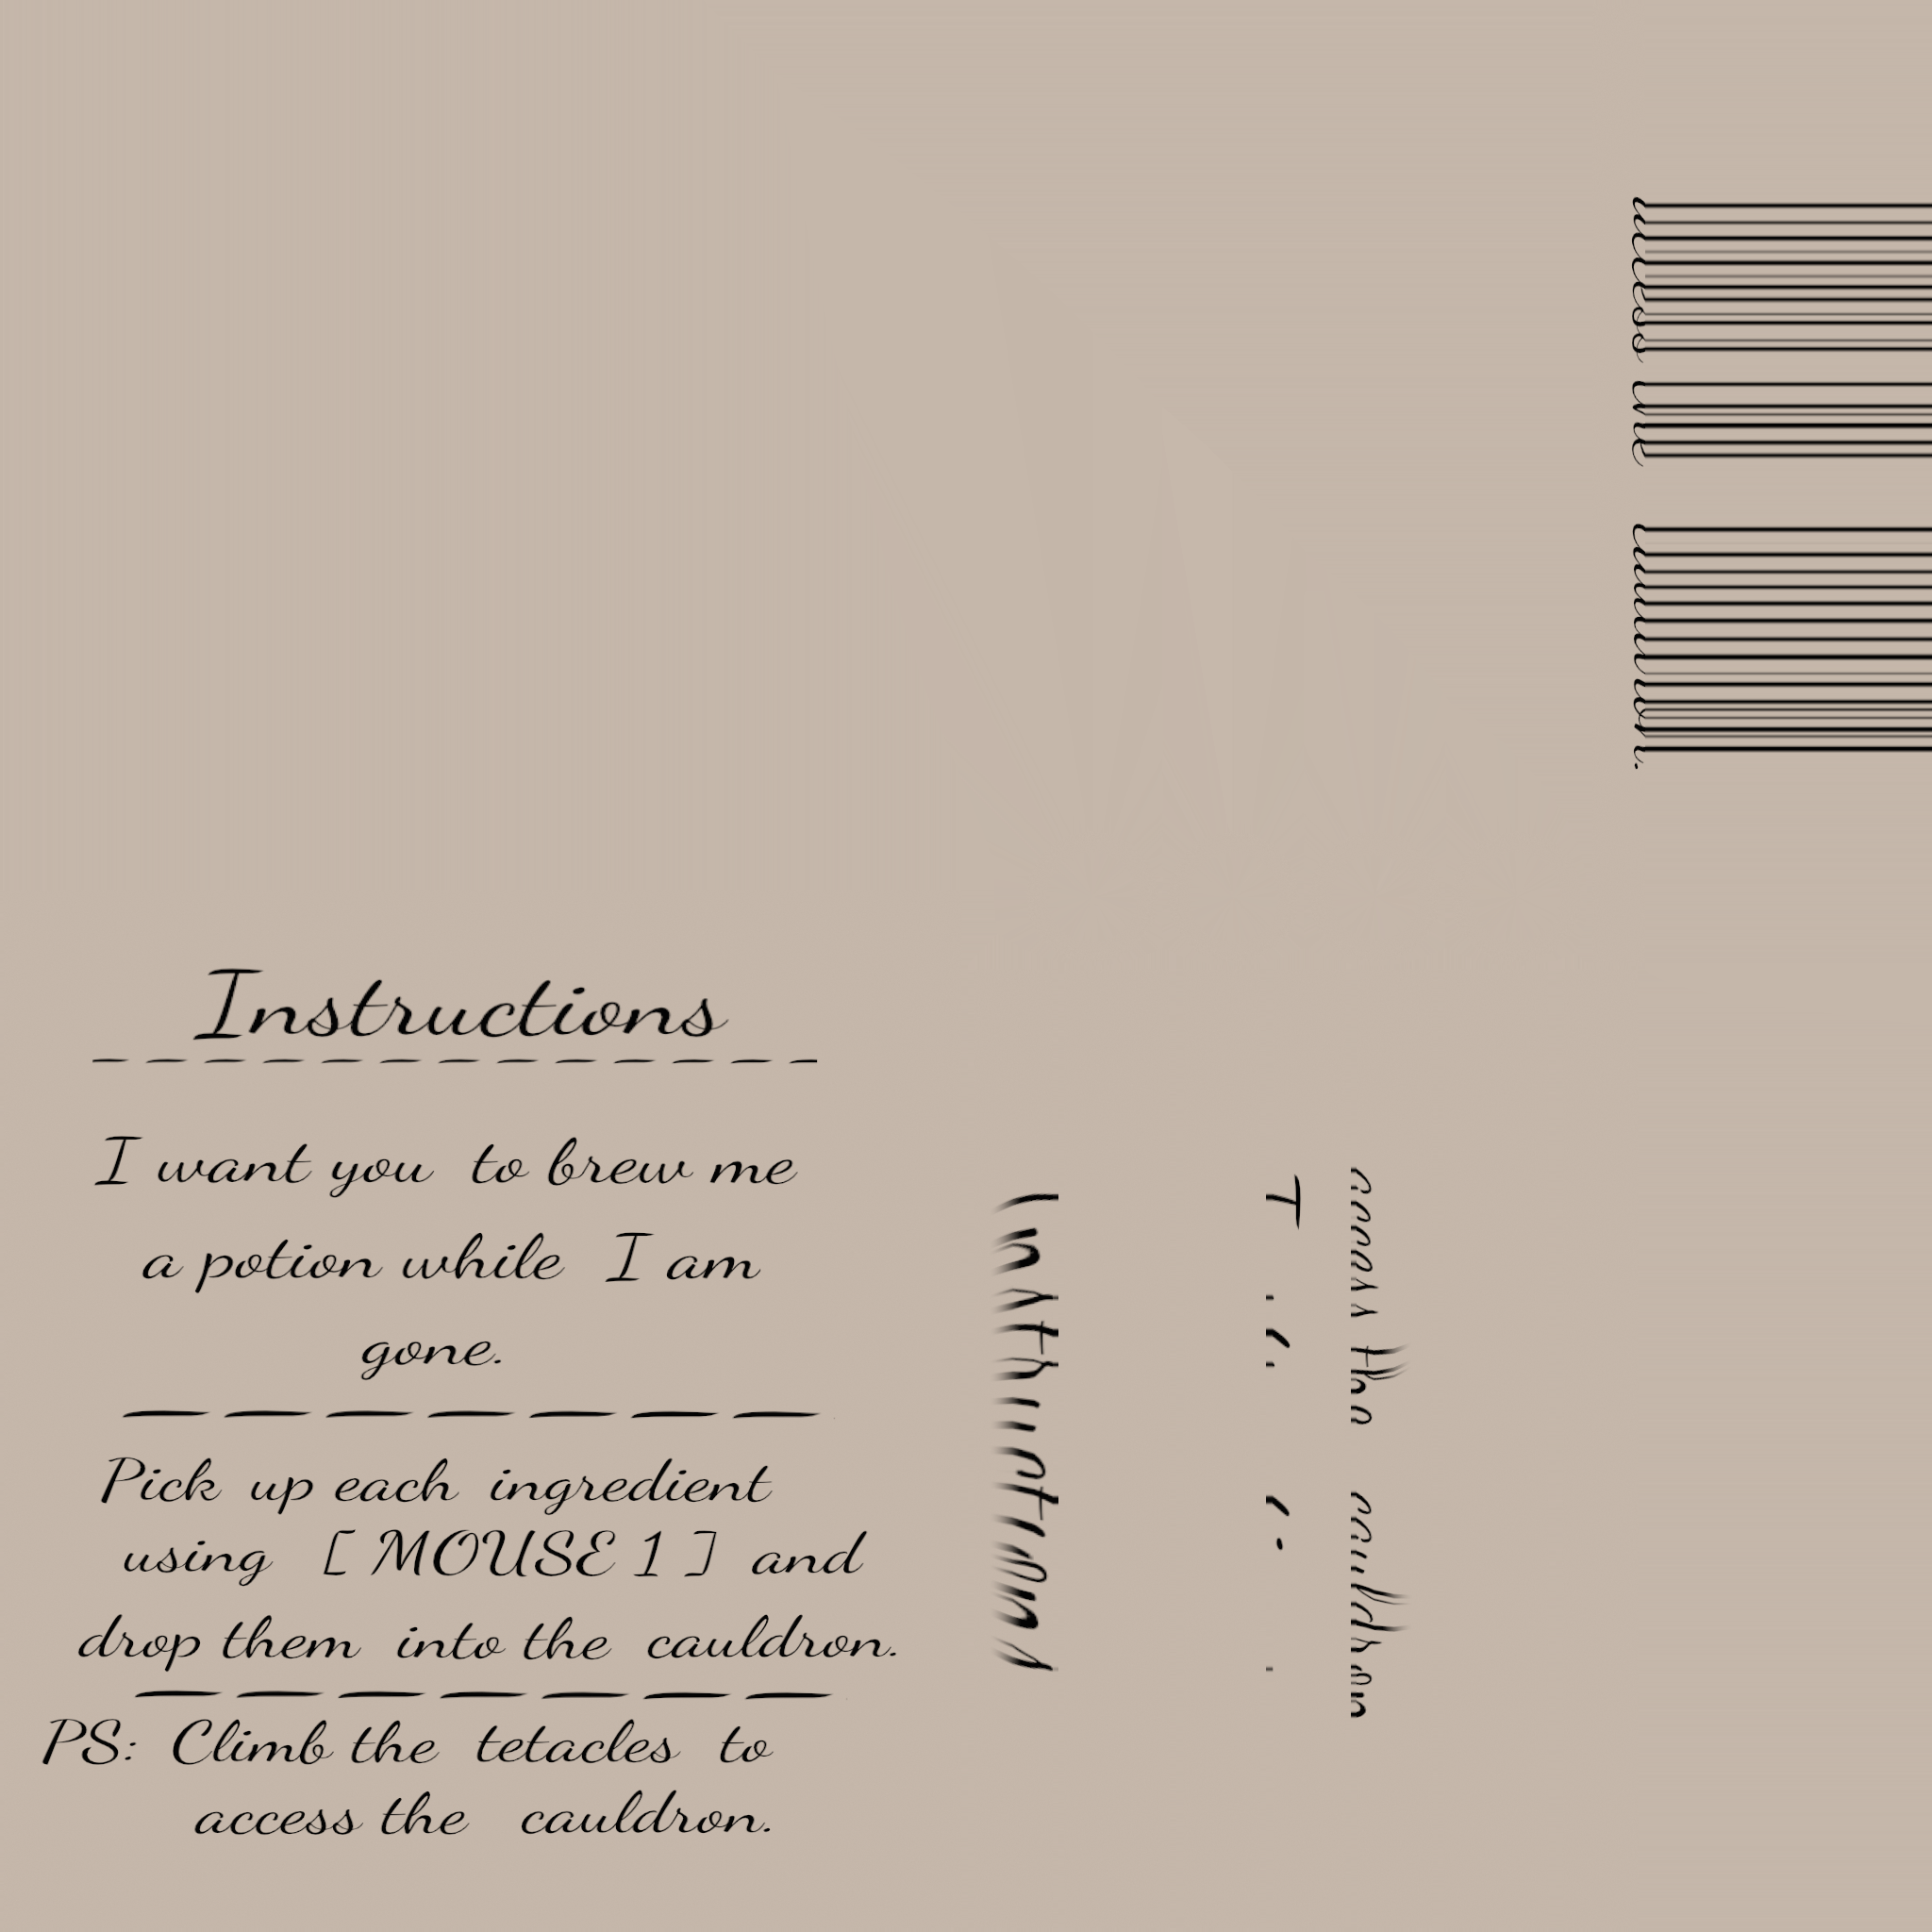 Instructions
I want you to brew me
a potion while I am
gone.
Pick up each ingredient
using [ MOUSE 1 ] and
drop them into the cauldron.
PS: Climb the tetacles to
access the cauldron.